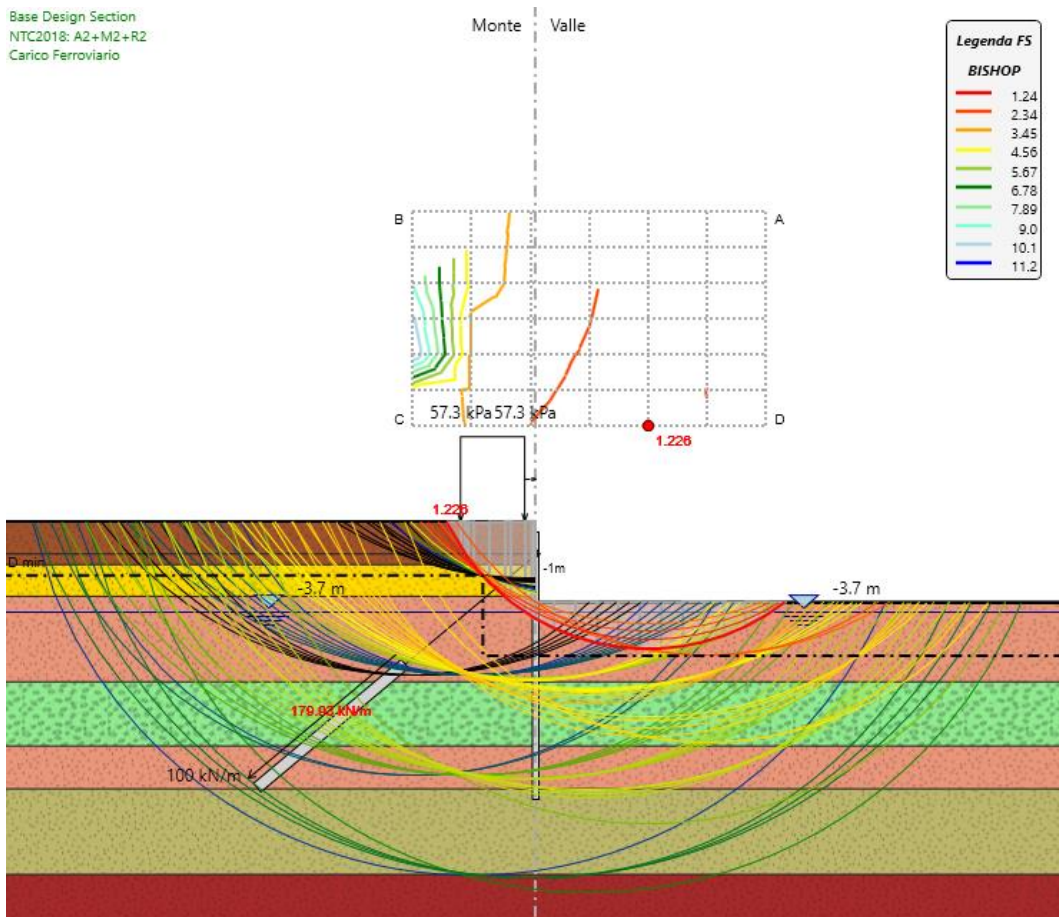 Base Design Section
NTC2018: A2+M2+R2
Carico Ferroviario
Monte
Valle
Legenda FS
BISHOP
1.24
2.34
3.45
4.56
5.67
6.78
7.89
9.0
10.1
11.2
B
A
C
57.3 kPa
57.3 kPa
D
1.226
1.226
D min
-1m
-3.7 m
-3.7 m
179.93 kN/m
100 kN/m